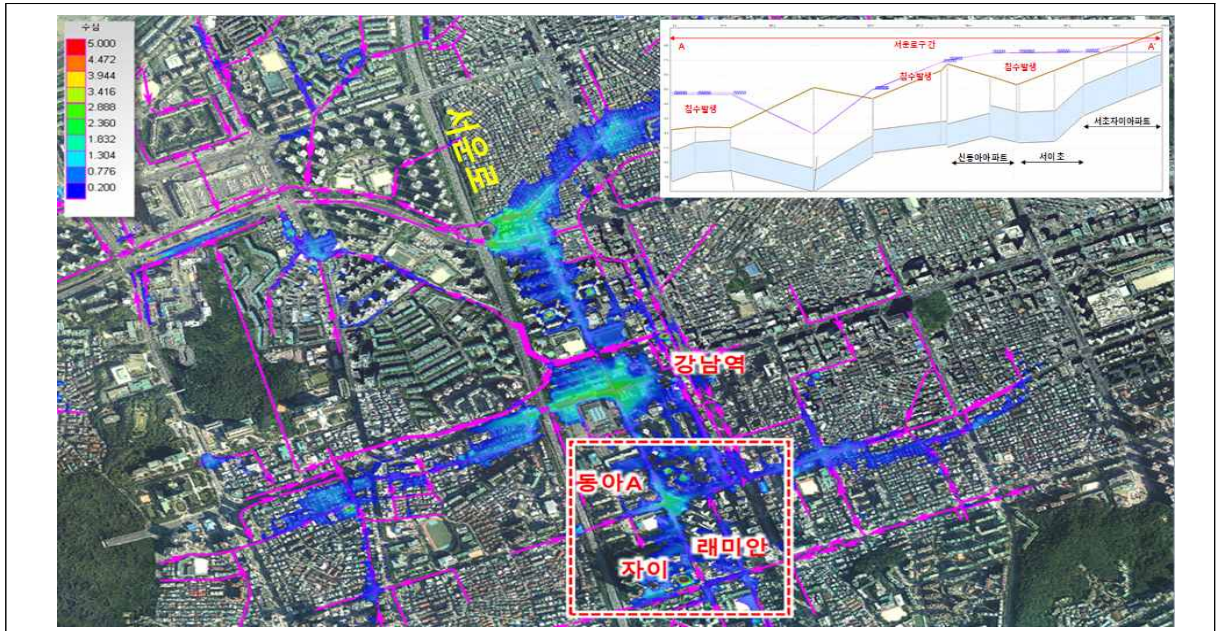 수심
5.000
4.472
3.944
3.416
2.888
2.360
1.832
1.304
0.776
0.200
A 서운로구간 A'
침수발생
침수발생
침수발생
서초자이아파트
신동아아파트
서이초
서운로
강남역
동아A
래미안
자이